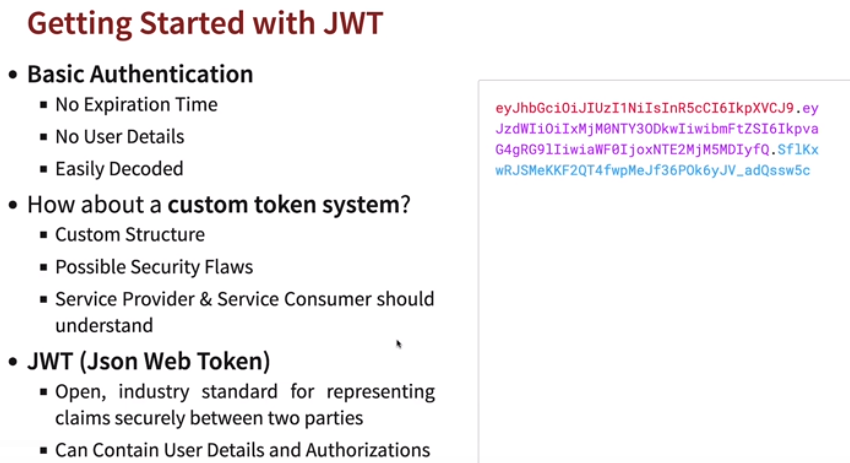 Getting Started with JWT
• Basic Authentication
▪ No Expiration Time
▪ No User Details
▪ Easily Decoded
• How about a custom token system?
▪ Custom Structure
▪ Possible Security Flaws
▪ Service Provider & Service Consumer should
understand
• JWT (Json Web Token)
▪ Open, industry standard for representing
claims securely between two parties
▪ Can Contain User Details and Authorizations
eyJhbGciOiJIUzI1NiIsInR5cCI6IkpXVCJ9.ey
JzdWIiOiIxMjM0NTY3ODkwIiwibmFtZSI6Ikpva
G4gRG9lIiwiaWF0IjoxNTE2MjM5MDIyfQ.SflKx
wRJSMeKKF2QT4fwpMeJf36POk6yJV_adQssw5c